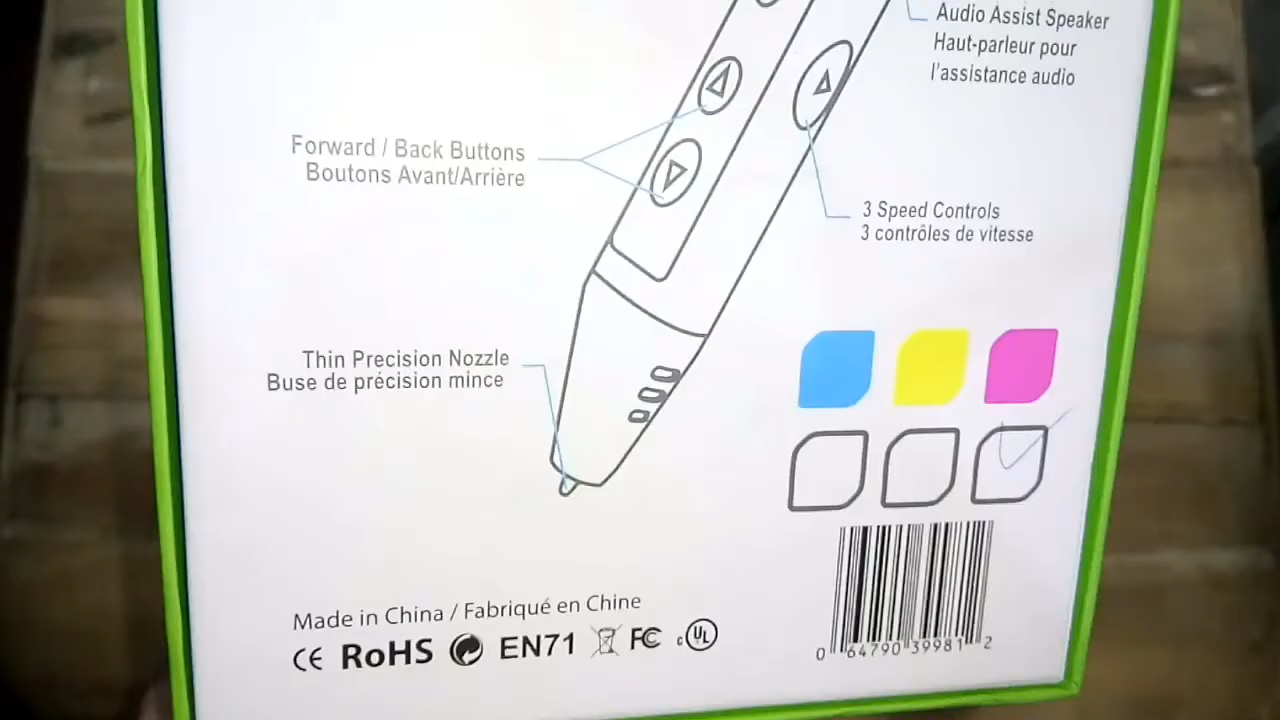 Audio Assist Speaker
Haut-parleur pour
l'assistance audio
Forward / Back Buttons
Boutons Avant/Arrière
3 Speed Controls
3 contrôles de vitesse
Thin Precision Nozzle
Buse de précision mince
Made in China / Fabriqué en Chine
CE RoHS EN71 FC c UL
0 64790 39981 2